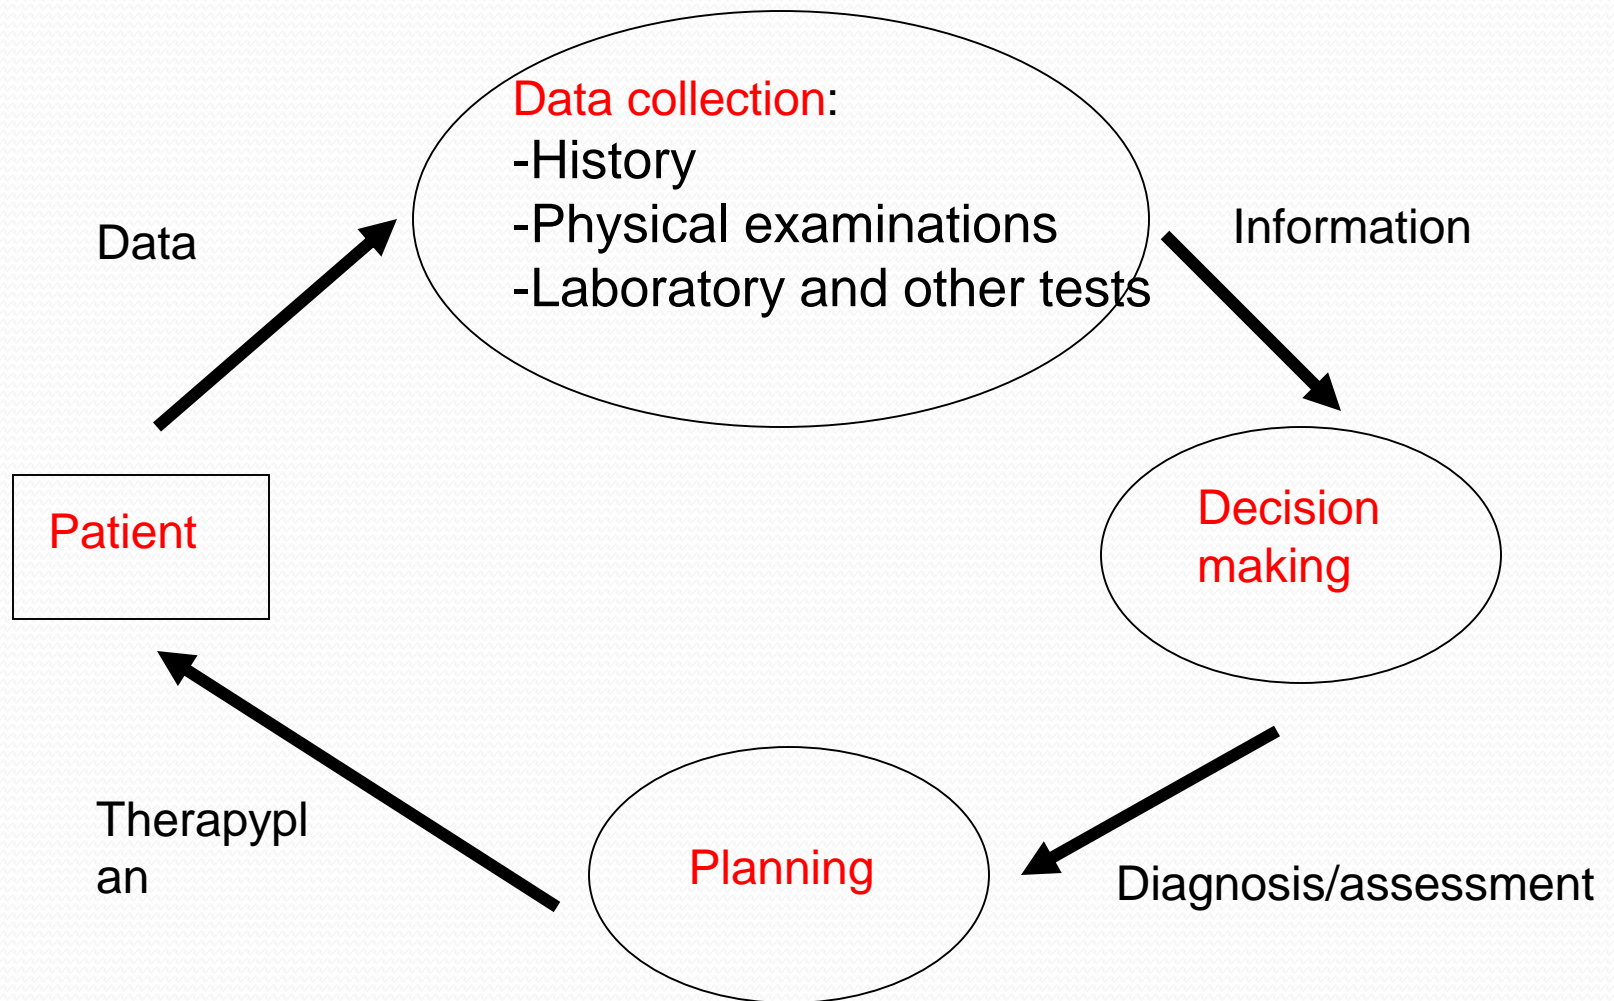 Data collection:
-History
-Physical examinations
-Laboratory and other tests
Data
Information
Patient
Decision
making
Therapypl
an
Planning
Diagnosis/assessment